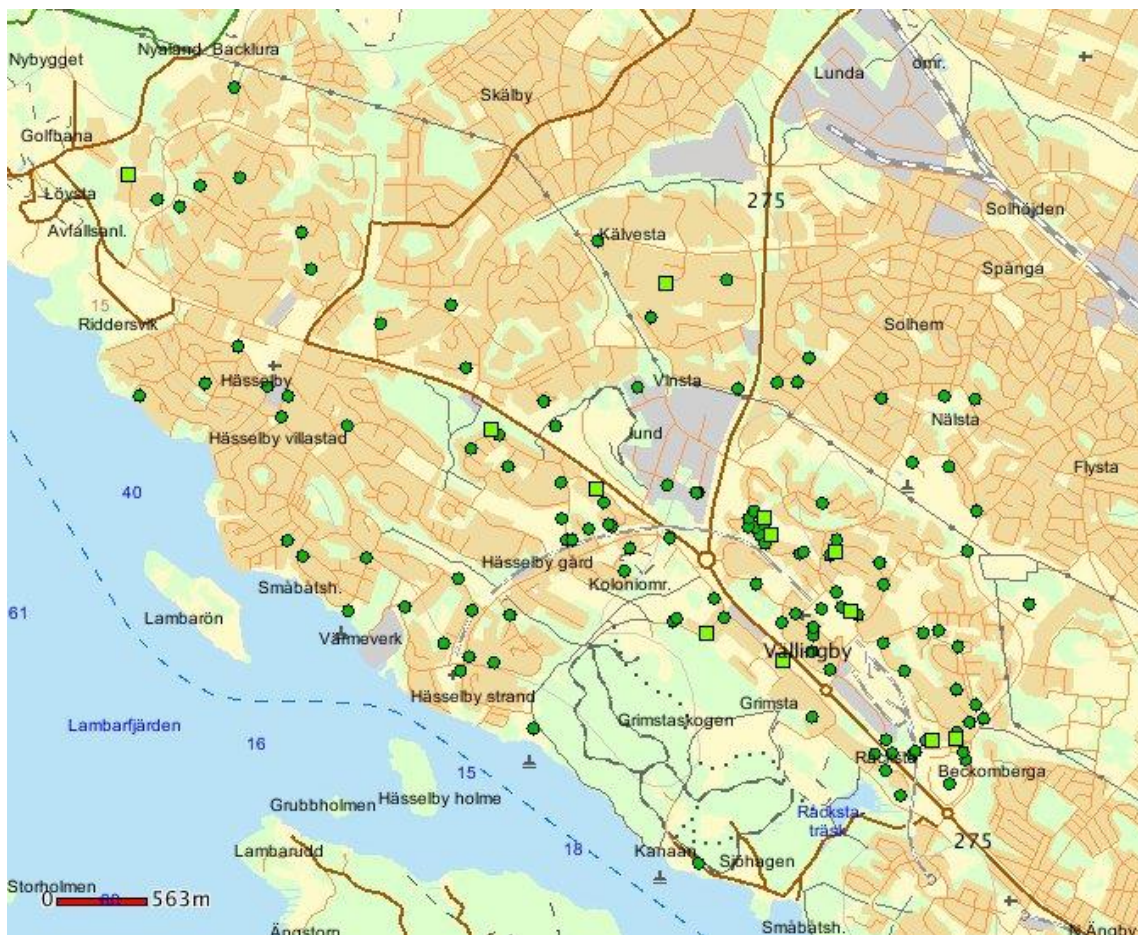 Nyaland- Backlura
Nybygget
omr.
Lunda
Skälby
Golfbana
Lövsta
275
Solhöjden
Avfallsanl.
Kälvesta
Spånga
15
Riddersvik
Solhem
Hässelby
Vinsta
Nälsta
Hässelby villastad
lund
Flysta
40
Hässelby gård
Koloniomr.
Småbåtsh.
61
Lambarön
Värmeverk
Vällingby
Hässelby strand
Grimsta
Grimstaskogen
Lambarfjärden
16
Råcksta
15
Beckomberga
Grubbholmen
Hässelby holme
Råcksta-
träsk
275
18
Lambarudd
Kanaan
Sjöhagen
Storholmen
0
563m
Småbåtsh.
Ängstorp
N Ängby